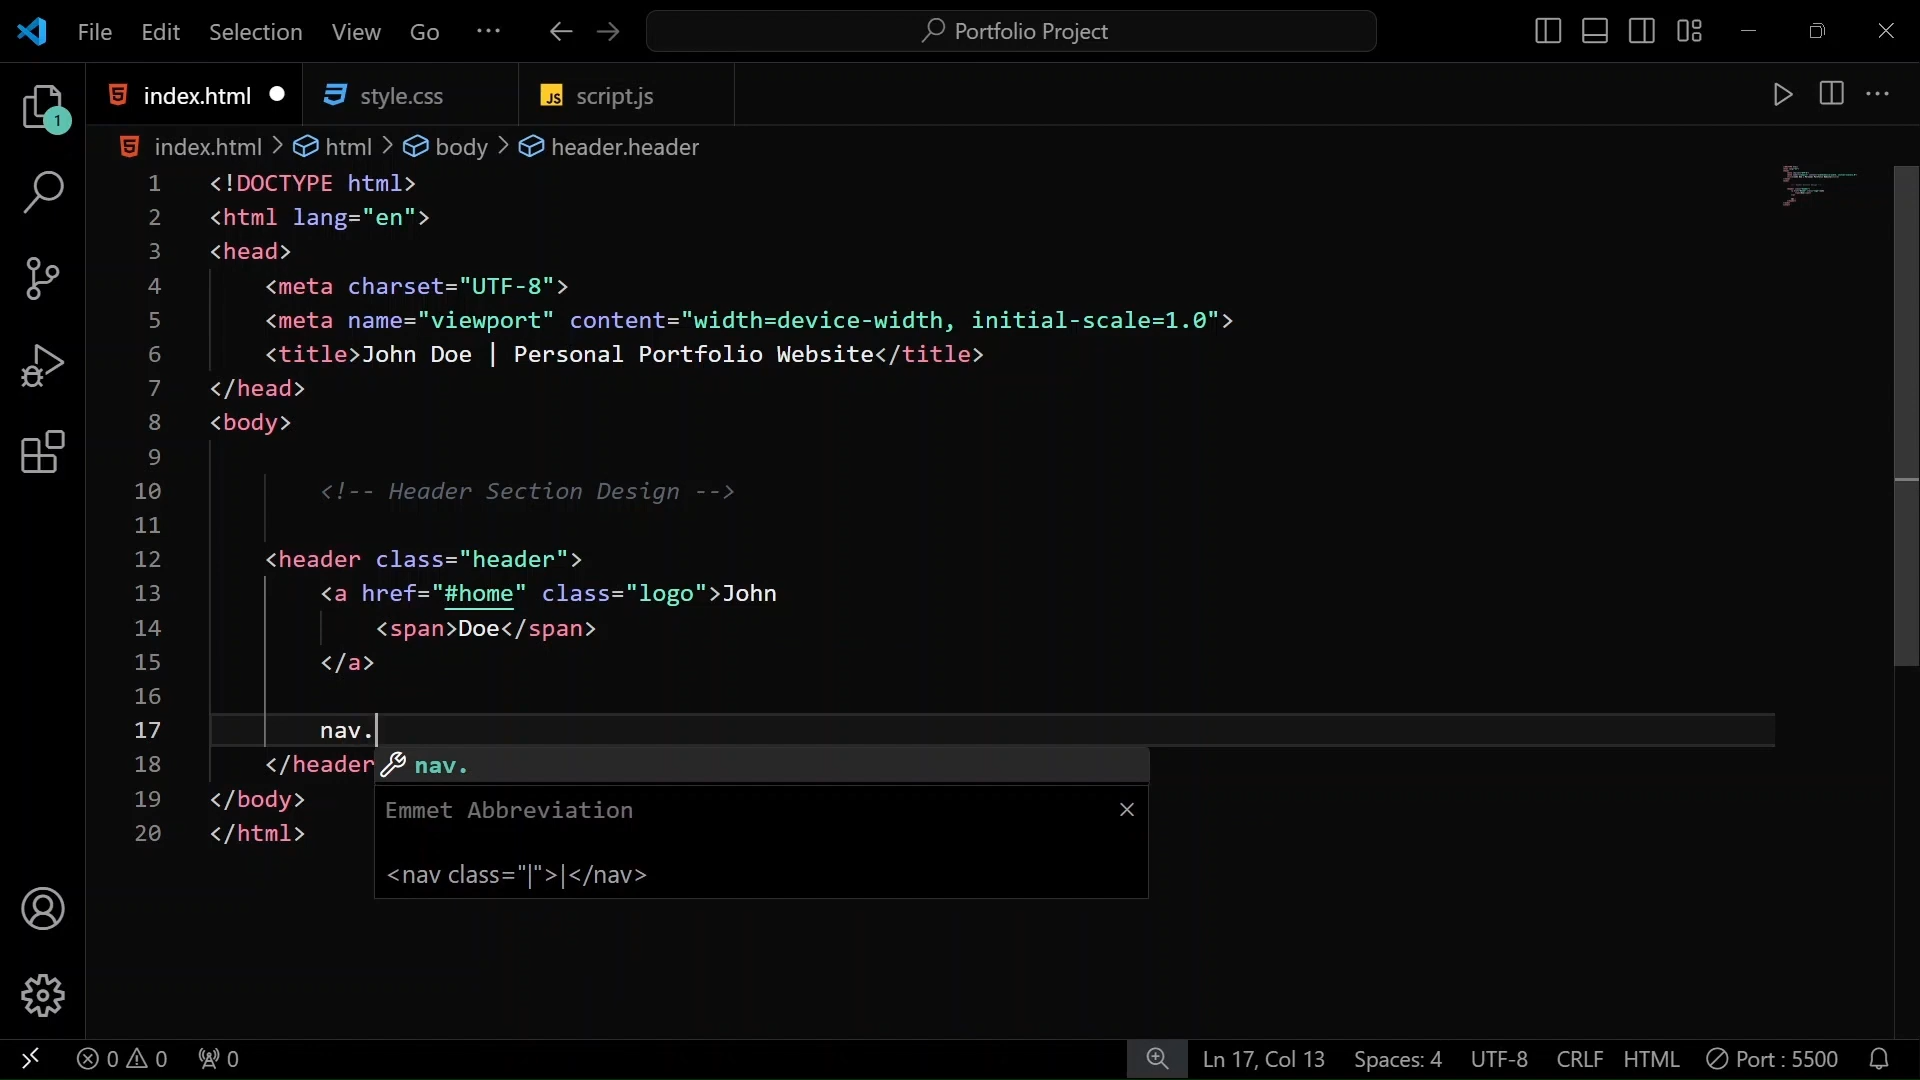 File Edit Selection View Go ··· Portfolio Project
index.html style.css JS script.js
1
index.html > html > body > header.header
1 <!DOCTYPE html>
2 <html lang="en">
3 <head>
4 <meta charset="UTF-8">
5 <meta name="viewport" content="width=device-width, initial-scale=1.0">
6 <title>John Doe | Personal Portfolio Website</title>
7 </head>
8 <body>
9
10 <!-- Header Section Design -->
11
12 <header class="header">
13 <a href="#home" class="logo">John
14 <span>Doe</span>
15 </a>
16
17 nav.
18 </header
nav.
19 </body>
20 </html>
Emmet Abbreviation
<nav class="|">|</nav>
0 0 0 Ln 17, Col 13 Spaces: 4 UTF-8 CRLF HTML Port : 5500